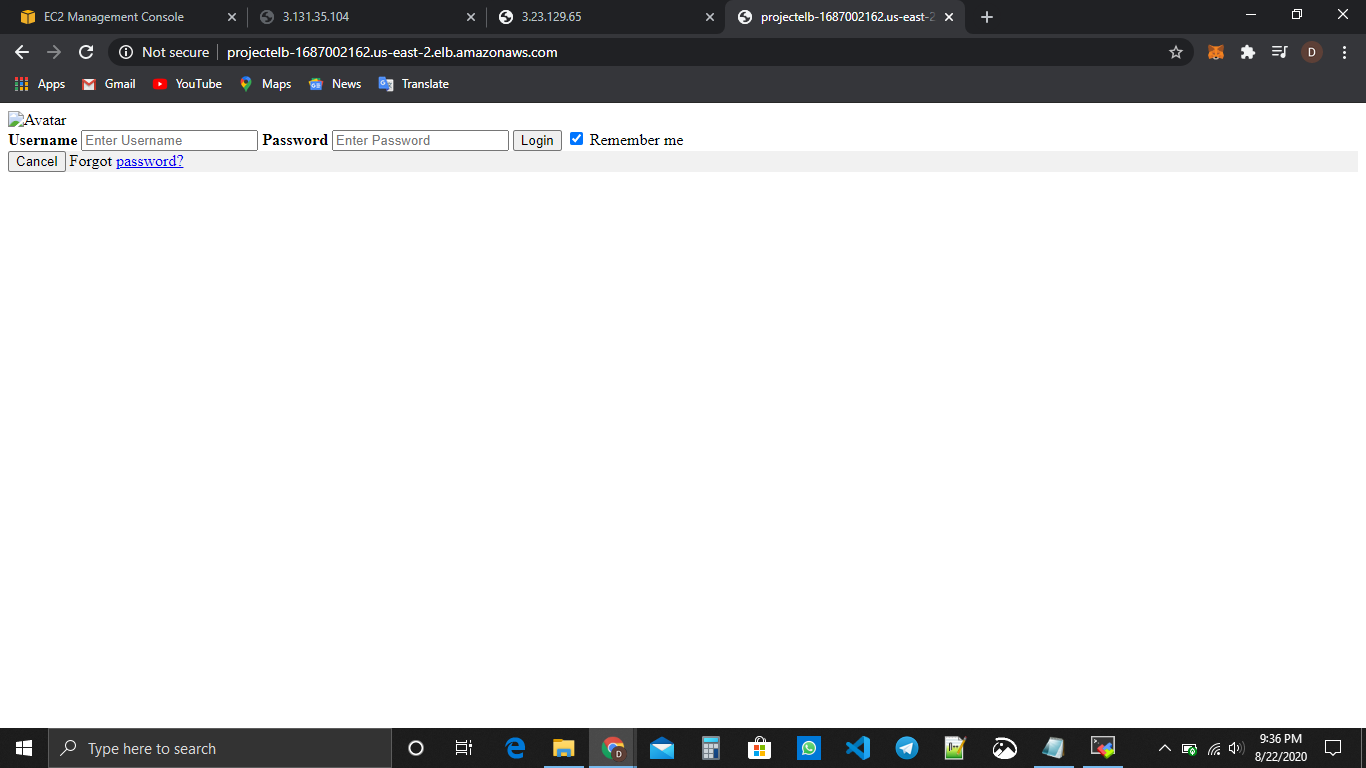 EC2 Management Console
3.131.35.104
3.23.129.65
projectelb-1687002162.us-east-2
Not secure projectelb-1687002162.us-east-2.elb.amazonaws.com
D
Apps Gmail YouTube Maps News Translate
Avatar
Username Enter Username Password Enter Password Login Remember me
Cancel Forgot password?
Type here to search
9:36 PM
8/22/2020